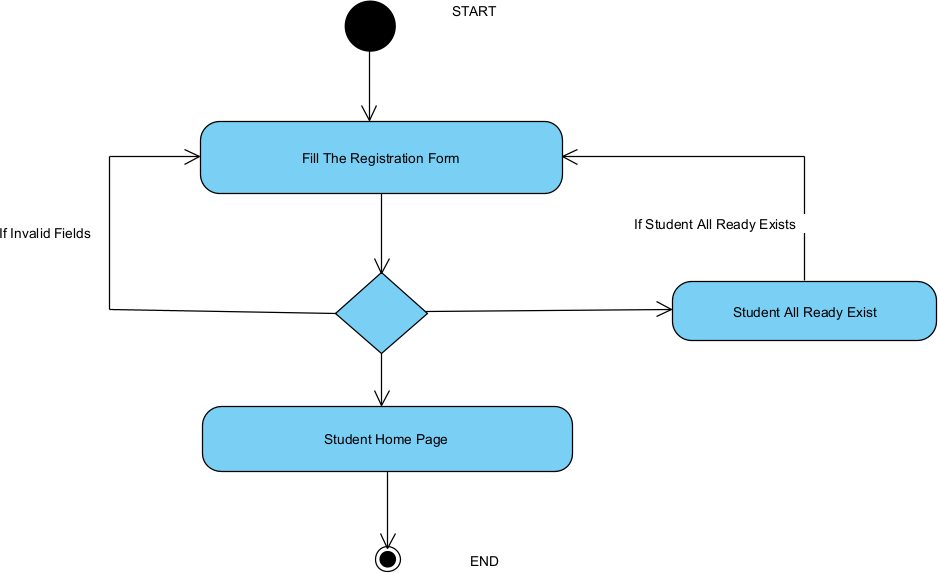 START
Fill The Registration Form
If Student All Ready Exists
If Invalid Fields
Student All Ready Exist
Student Home Page
END